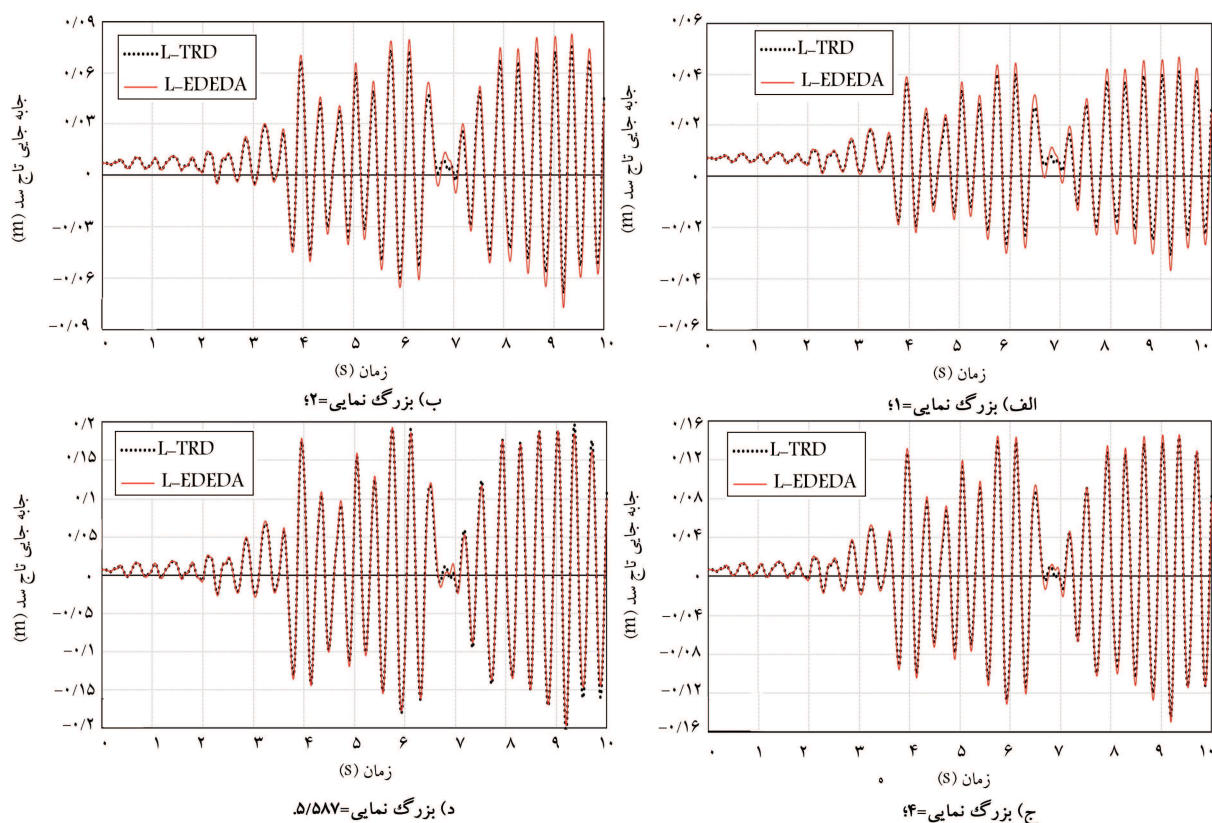 ۰/۰۹
۰/۰۶
۰/۰۳
۰
-۰/۰۳
-۰/۰۶
-۰/۰۹
جابه جایی تاج سد (m)
L-TRD
L-EDEDA
۰ ۱ ۲ ۳ ۴ ۵ ۶ ۷ ۸ ۹ ۱۰
زمان (s)
ب) بزرگ نمایی=۲؛
۰/۰۶
۰/۰۴
۰/۰۲
۰
-۰/۰۲
-۰/۰۴
-۰/۰۶
جابه جایی تاج سد (m)
L-TRD
L-EDEDA
۰ ۱ ۲ ۳ ۴ ۵ ۶ ۷ ۸ ۹ ۱۰
زمان (s)
الف) بزرگ نمایی=۱؛
۰/۲
۰/۱۵
۰/۱
۰/۰۵
۰
-۰/۰۵
-۰/۱
-۰/۱۵
-۰/۲
جابه جایی تاج سد (m)
L-TRD
L-EDEDA
۰ ۱ ۲ ۳ ۴ ۵ ۶ ۷ ۸ ۹ ۱۰
زمان (s)
د) بزرگ نمایی=۵/۵۸۷.
۰/۱۶
۰/۱۲
۰/۰۸
۰/۰۴
۰
-۰/۰۴
-۰/۰۸
-۰/۱۲
-۰/۱۶
جابه جایی تاج سد (m)
L-TRD
L-EDEDA
۰ ۱ ۲ ۳ ۴ ۵ ۶ ۷ ۸ ۹ ۱۰
زمان (s)
ج) بزرگ نمایی=۴؛